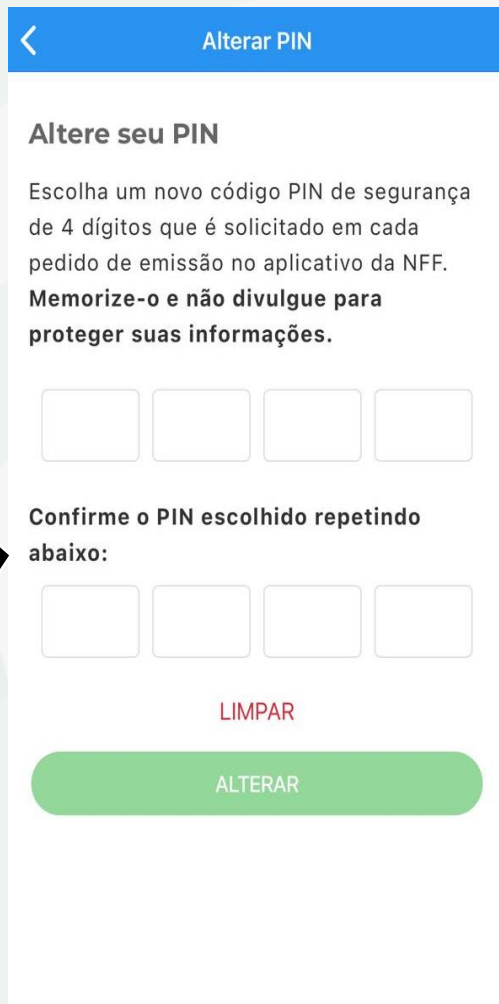 Alterar PIN
Altere seu PIN
Escolha um novo código PIN de segurança
de 4 dígitos que é solicitado em cada
pedido de emissão no aplicativo da NFF.
Memorize-o e não divulgue para
proteger suas informações.
Confirme o PIN escolhido repetindo
abaixo:
LIMPAR
ALTERAR